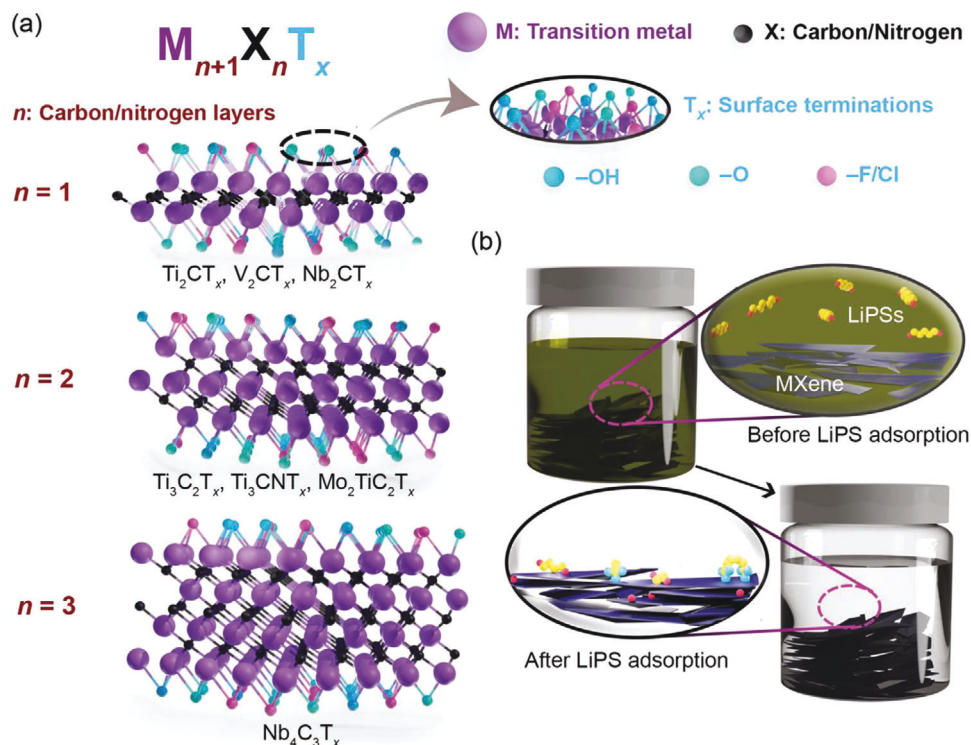 (a)
Mn+1XnTx
M: Transition metal
X: Carbon/Nitrogen
n: Carbon/nitrogen layers
Tx: Surface terminations
–OH
–O
–F/Cl
n = 1
Ti2CTx, V2CTx, Nb2CTx
n = 2
Ti3C2Tx, Ti3CNTx, Mo2TiC2Tx
n = 3
Nb4C3Tx
(b)
LiPSs
MXene
Before LiPS adsorption
After LiPS adsorption